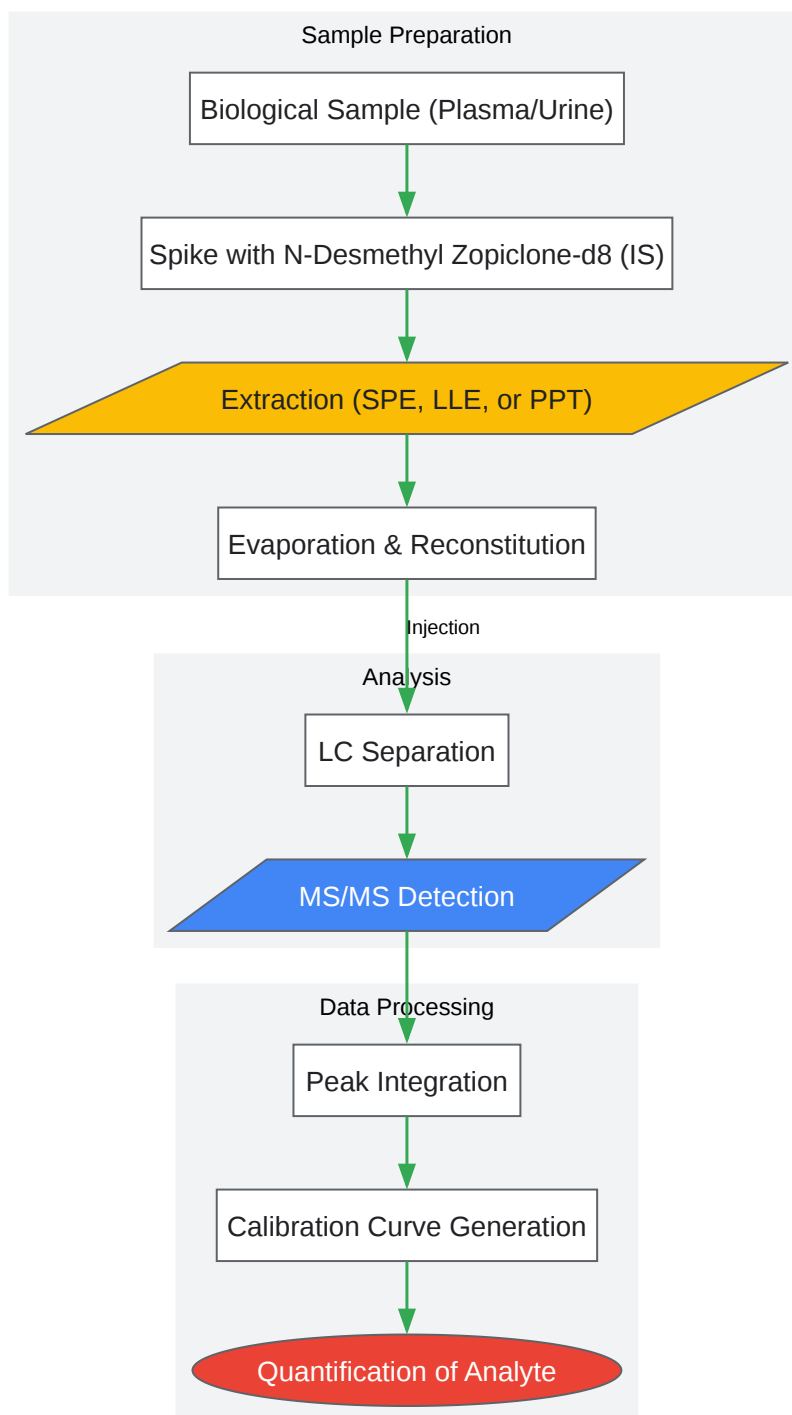 Sample Preparation
Biological Sample (Plasma/Urine)
Spike with N-Desmethyl Zopiclone-d8 (IS)
Extraction (SPE, LLE, or PPT)
Evaporation & Reconstitution
Injection
Analysis
LC Separation
MS/MS Detection
Data Processing
Peak Integration
Calibration Curve Generation
Quantification of Analyte